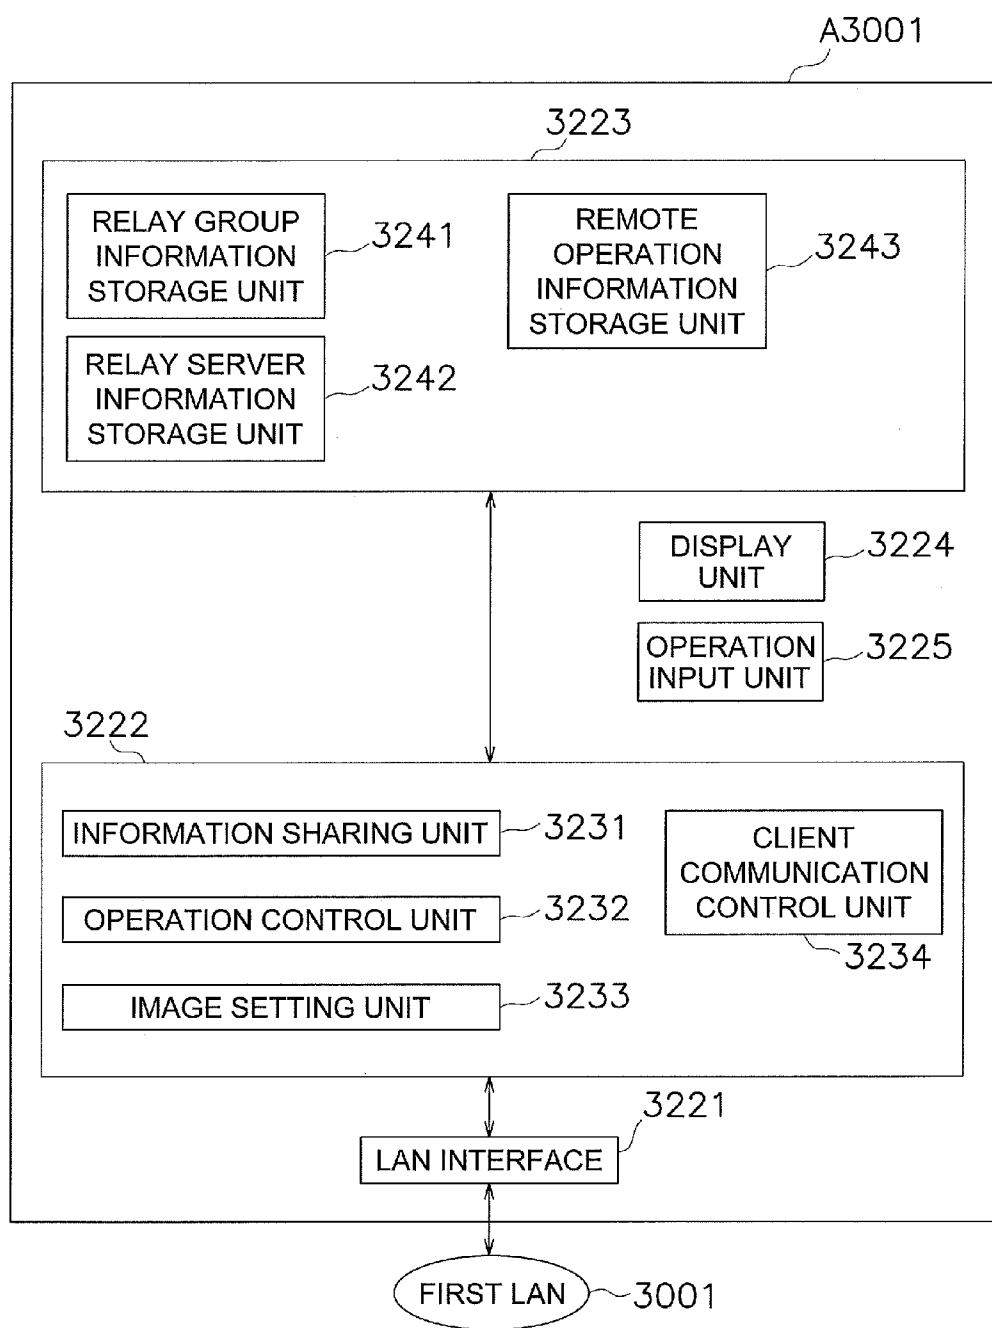 A3001
3223
RELAY GROUP
INFORMATION
STORAGE UNIT
3241
REMOTE
OPERATION
INFORMATION
STORAGE UNIT
3243
RELAY SERVER
INFORMATION
STORAGE UNIT
3242
DISPLAY
UNIT
3224
OPERATION
INPUT UNIT
3225
3222
INFORMATION SHARING UNIT
3231
OPERATION CONTROL UNIT
3232
IMAGE SETTING UNIT
3233
CLIENT
COMMUNICATION
CONTROL UNIT
3234
LAN INTERFACE
3221
FIRST LAN
3001